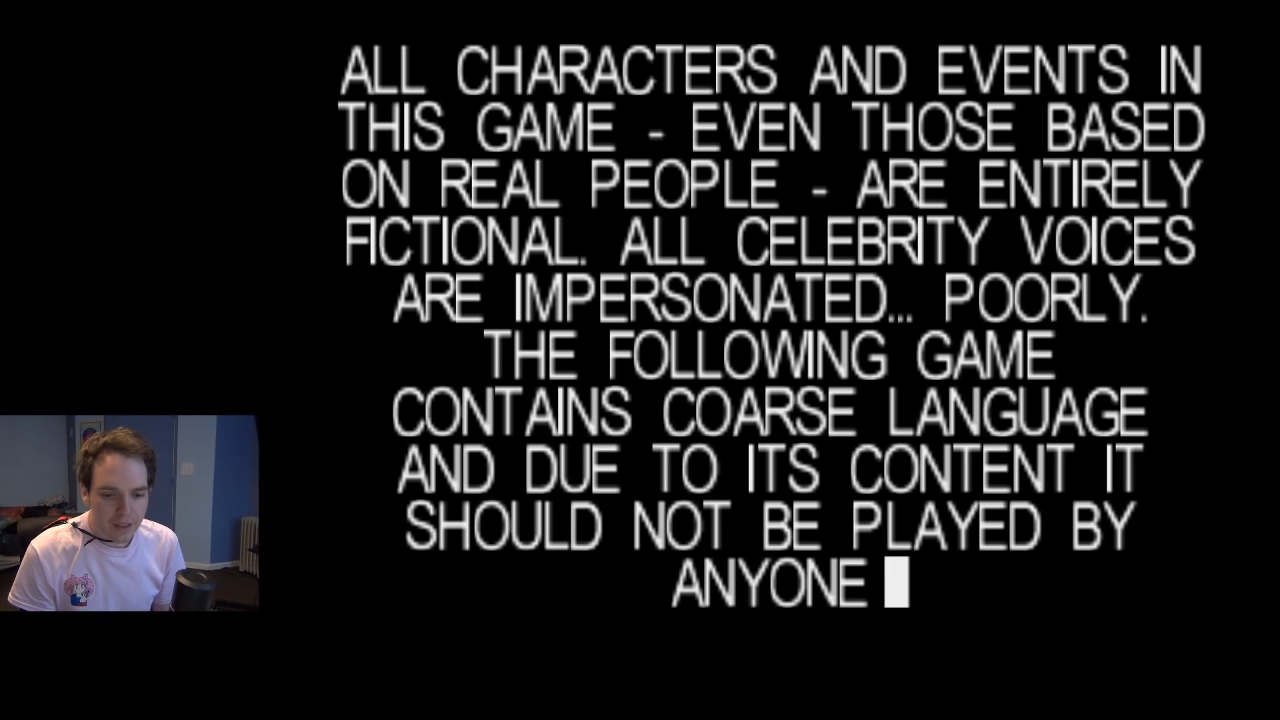 ALL CHARACTERS AND EVENTS IN
THIS GAME - EVEN THOSE BASED
ON REAL PEOPLE - ARE ENTIRELY
FICTIONAL. ALL CELEBRITY VOICES
ARE IMPERSONATED... POORLY.
THE FOLLOWING GAME
CONTAINS COARSE LANGUAGE
AND DUE TO ITS CONTENT IT
SHOULD NOT BE PLAYED BY
ANYONE